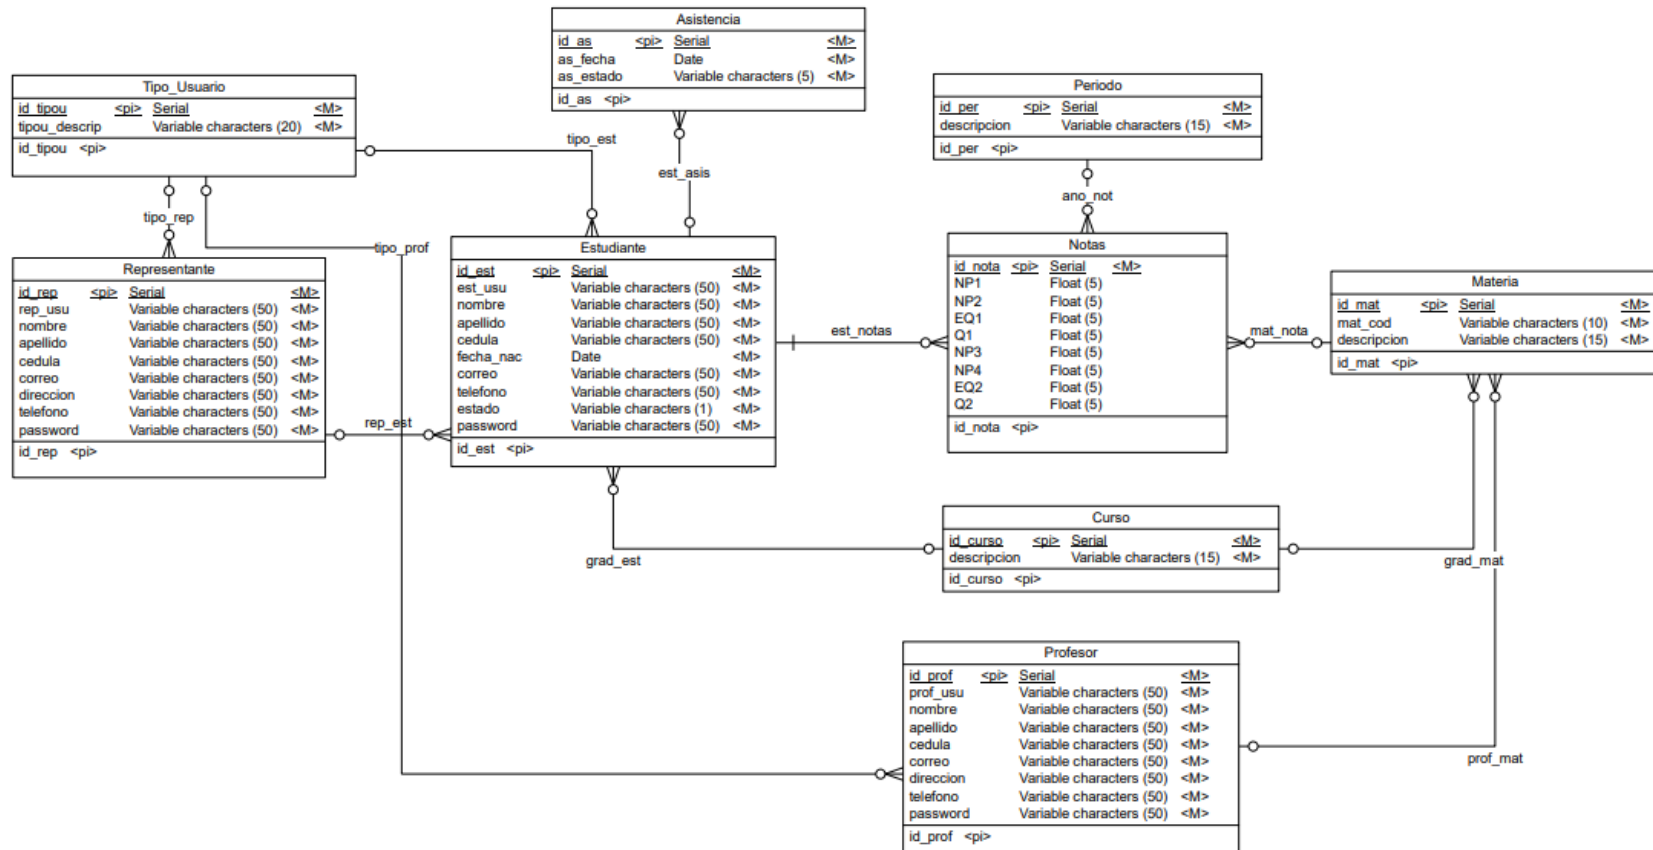 Asistencia
id_as <pi> Serial <M>
as_fecha Date <M>
as_estado Variable characters (5) <M>
id_as <pi>
Tipo_Usuario
id_tipou <pi> Serial <M>
tipou_descrip Variable characters (20) <M>
id_tipou <pi>
Periodo
id_per <pi> Serial <M>
descripcion Variable characters (15) <M>
id_per <pi>
tipo_est
est_asis
ano_not
tipo_rep
tipo_prof
Representante
id_rep <pi> Serial <M>
rep_usu Variable characters (50) <M>
nombre Variable characters (50) <M>
apellido Variable characters (50) <M>
cedula Variable characters (50) <M>
correo Variable characters (50) <M>
direccion Variable characters (50) <M>
telefono Variable characters (50) <M>
password Variable characters (50) <M>
id_rep <pi>
rep_est
Estudiante
id_est <pi> Serial <M>
est_usu Variable characters (50) <M>
nombre Variable characters (50) <M>
apellido Variable characters (50) <M>
cedula Variable characters (50) <M>
fecha_nac Date <M>
correo Variable characters (50) <M>
telefono Variable characters (50) <M>
estado Variable characters (1) <M>
password Variable characters (50) <M>
id_est <pi>
est_notas
Notas
id_nota <pi> Serial <M>
NP1 Float (5)
NP2 Float (5)
EQ1 Float (5)
Q1 Float (5)
NP3 Float (5)
NP4 Float (5)
EQ2 Float (5)
Q2 Float (5)
id_nota <pi>
mat_nota
Materia
id_mat <pi> Serial <M>
mat_cod Variable characters (10) <M>
descripcion Variable characters (15) <M>
id_mat <pi>
grad_est
Curso
id_curso <pi> Serial <M>
descripcion Variable characters (15) <M>
id_curso <pi>
grad_mat
Profesor
id_prof <pi> Serial <M>
prof_usu Variable characters (50) <M>
nombre Variable characters (50) <M>
apellido Variable characters (50) <M>
cedula Variable characters (50) <M>
correo Variable characters (50) <M>
direccion Variable characters (50) <M>
telefono Variable characters (50) <M>
password Variable characters (50) <M>
id_prof <pi>
prof_mat